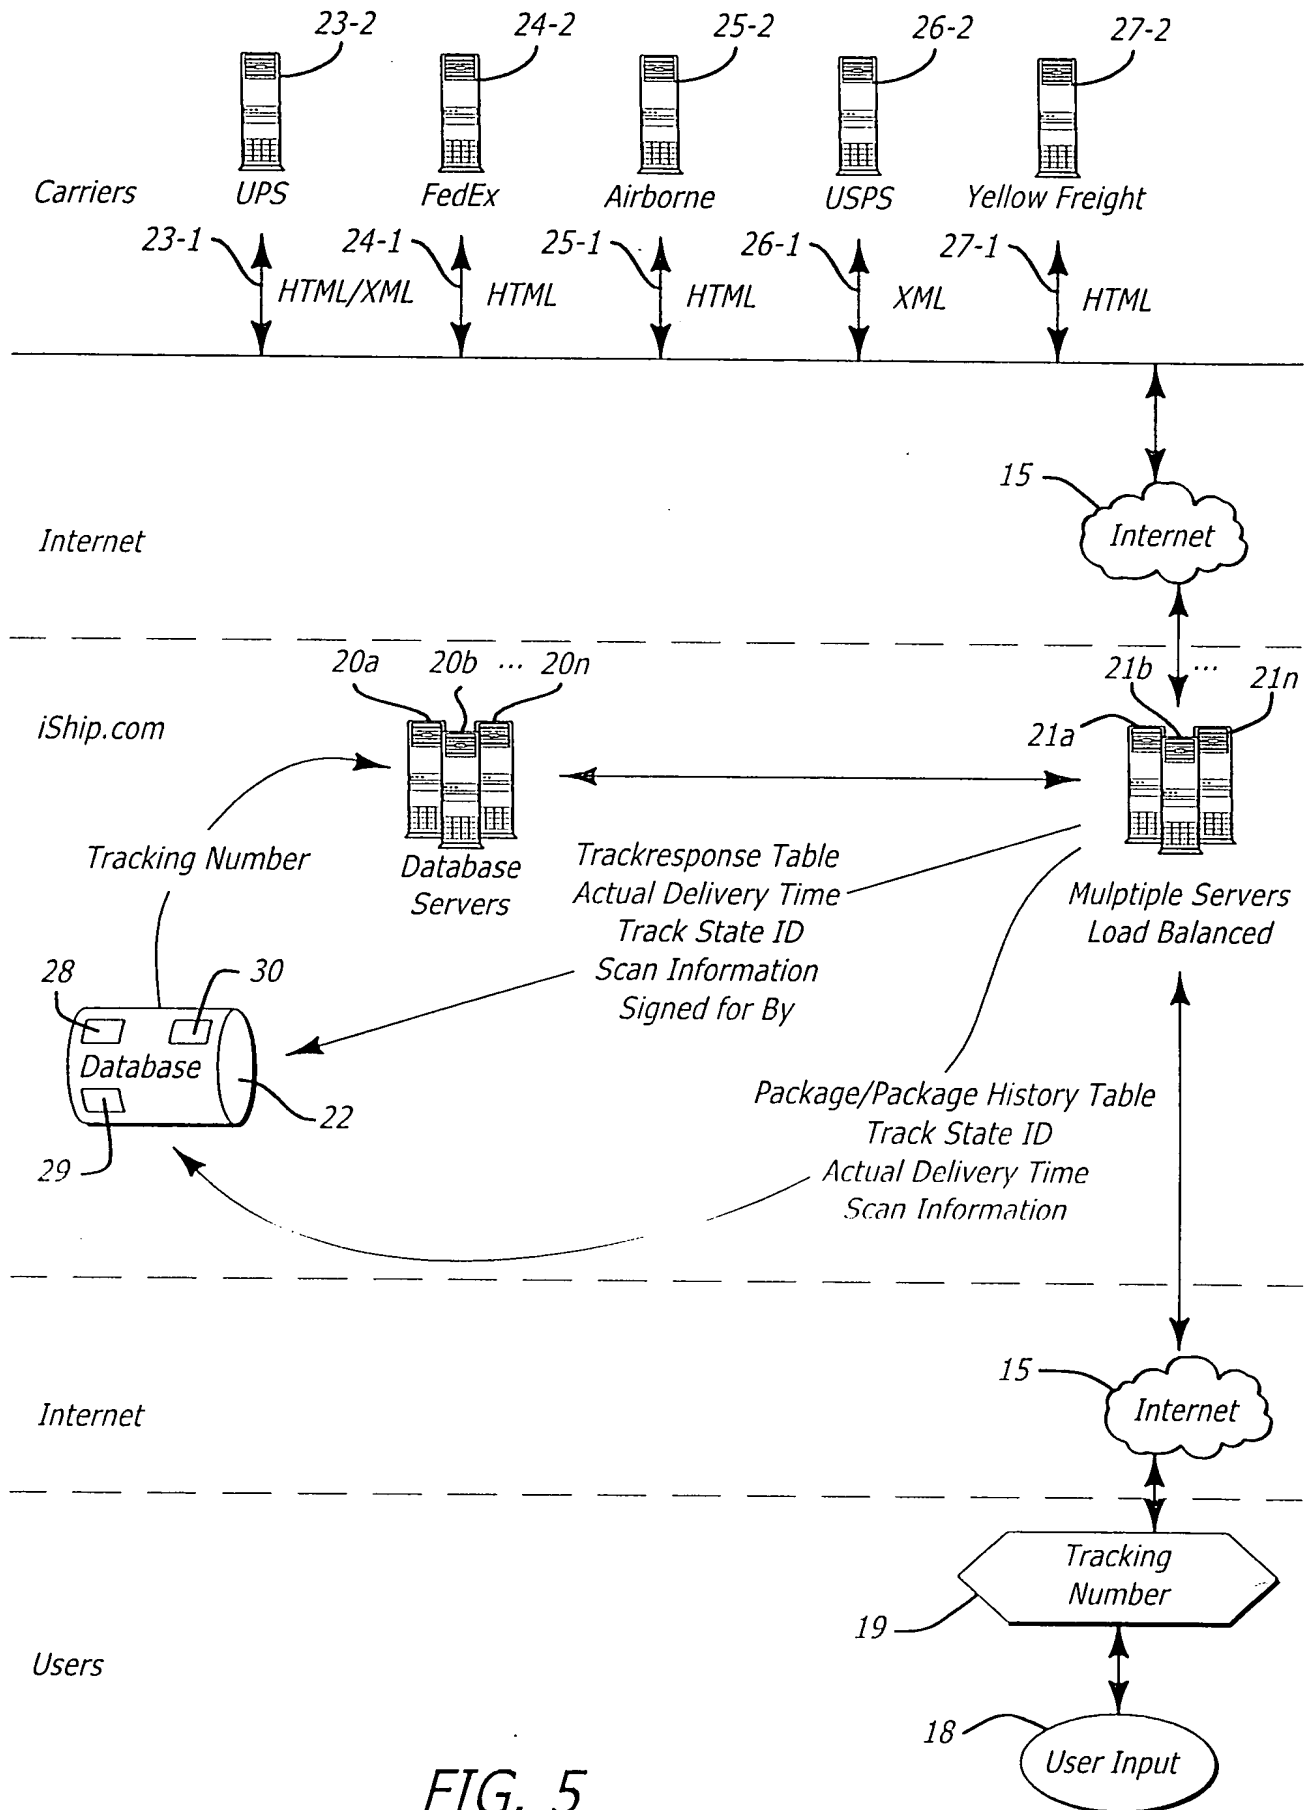 23-2 24-2 25-2 26-2 27-2
Carriers UPS FedEx Airborne USPS Yellow Freight
23-1 24-1 25-1 26-1 27-1
HTML/XML HTML HTML XML HTML
15
Internet Internet
20a 20b ... 20n 21b ... 21n
iShip.com 21a
Tracking Number
Database
Servers
Trackresponse Table
Actual Delivery Time
Track State ID
Scan Information
Signed for By
Mulptiple Servers
Load Balanced
28 30
Database
22
29
Package/Package History Table
Track State ID
Actual Delivery Time
Scan Information
15
Internet Internet
Tracking
Number
19
Users
18
User Input
FIG. 5